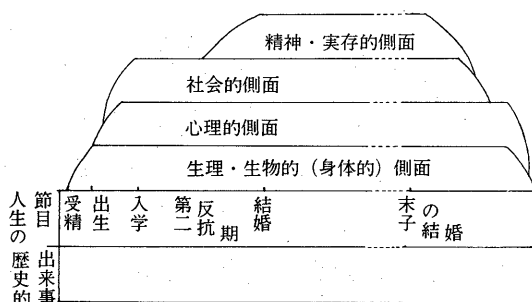 精神・実存的側面
社会的側面
心理的側面
生理・生物的（身体的）側面
人生の節目
受精
出生
入学
第二反抗期
結婚
末子の結婚
歴史的出来事